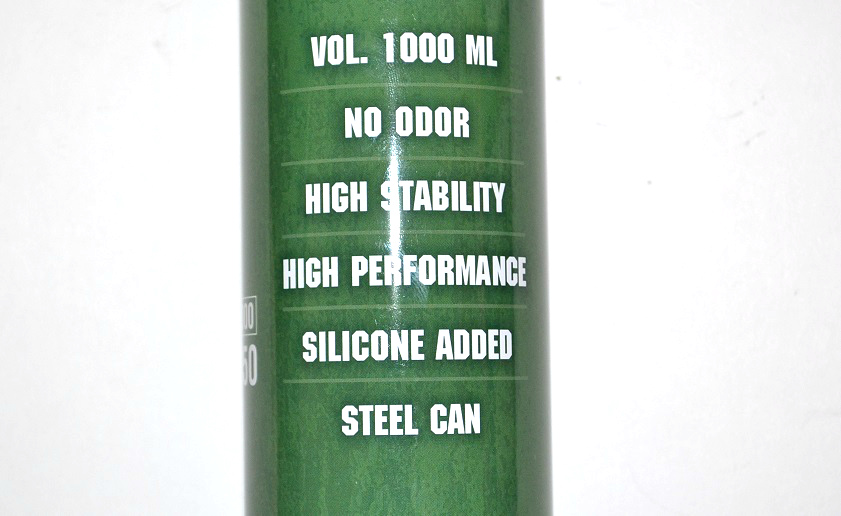 VOL. 1000 ML
NO ODOR
HIGH STABILITY
HIGH PERFORMANCE
SILICONE ADDED
STEEL CAN